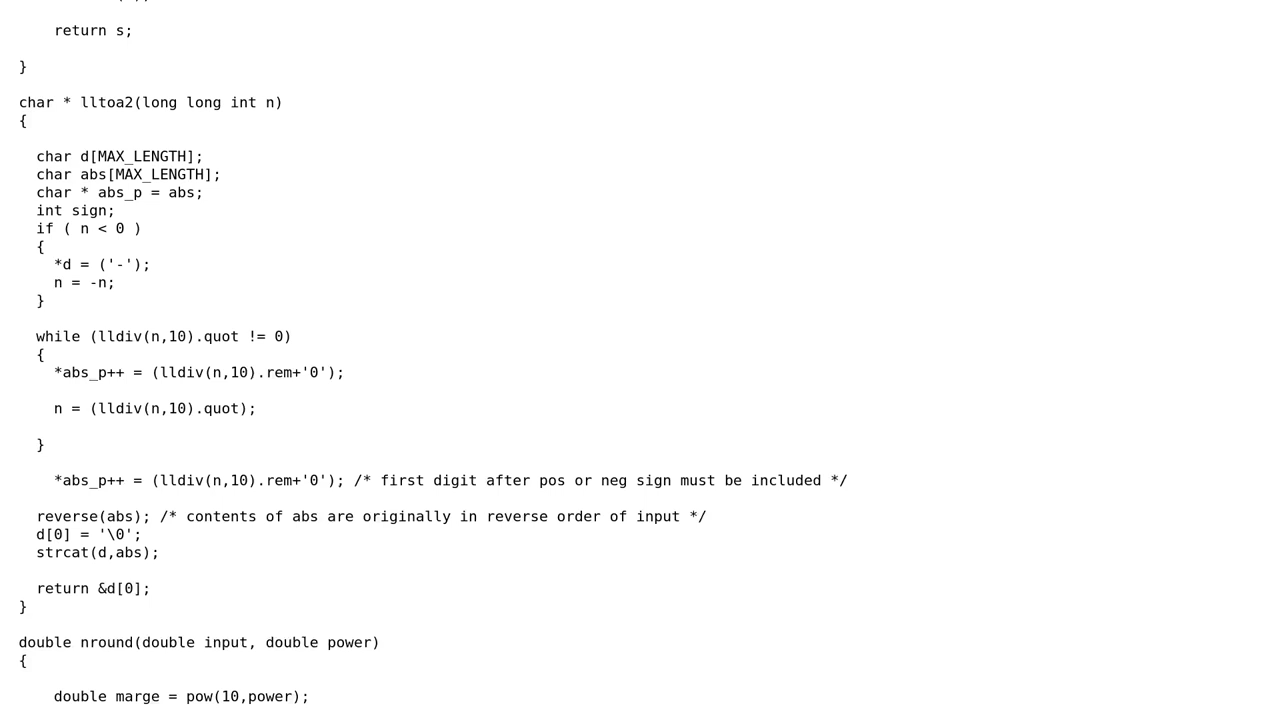 return s;
}
char * lltoa2(long long int n)
{
  char d[MAX_LENGTH];
  char abs[MAX_LENGTH];
  char * abs_p = abs;
  int sign;
  if ( n < 0 )
  {
    *d = ('-');
    n = -n;
  }
  while (lldiv(n,10).quot != 0)
  {
    *abs_p++ = (lldiv(n,10).rem+'0');
    n = (lldiv(n,10).quot);
  }
    *abs_p++ = (lldiv(n,10).rem+'0'); /* first digit after pos or neg sign must be included */
  reverse(abs); /* contents of abs are originally in reverse order of input */
  d[0] = '\0';
  strcat(d,abs);
  return &d[0];
}
double nround(double input, double power)
{
    double marge = pow(10,power);